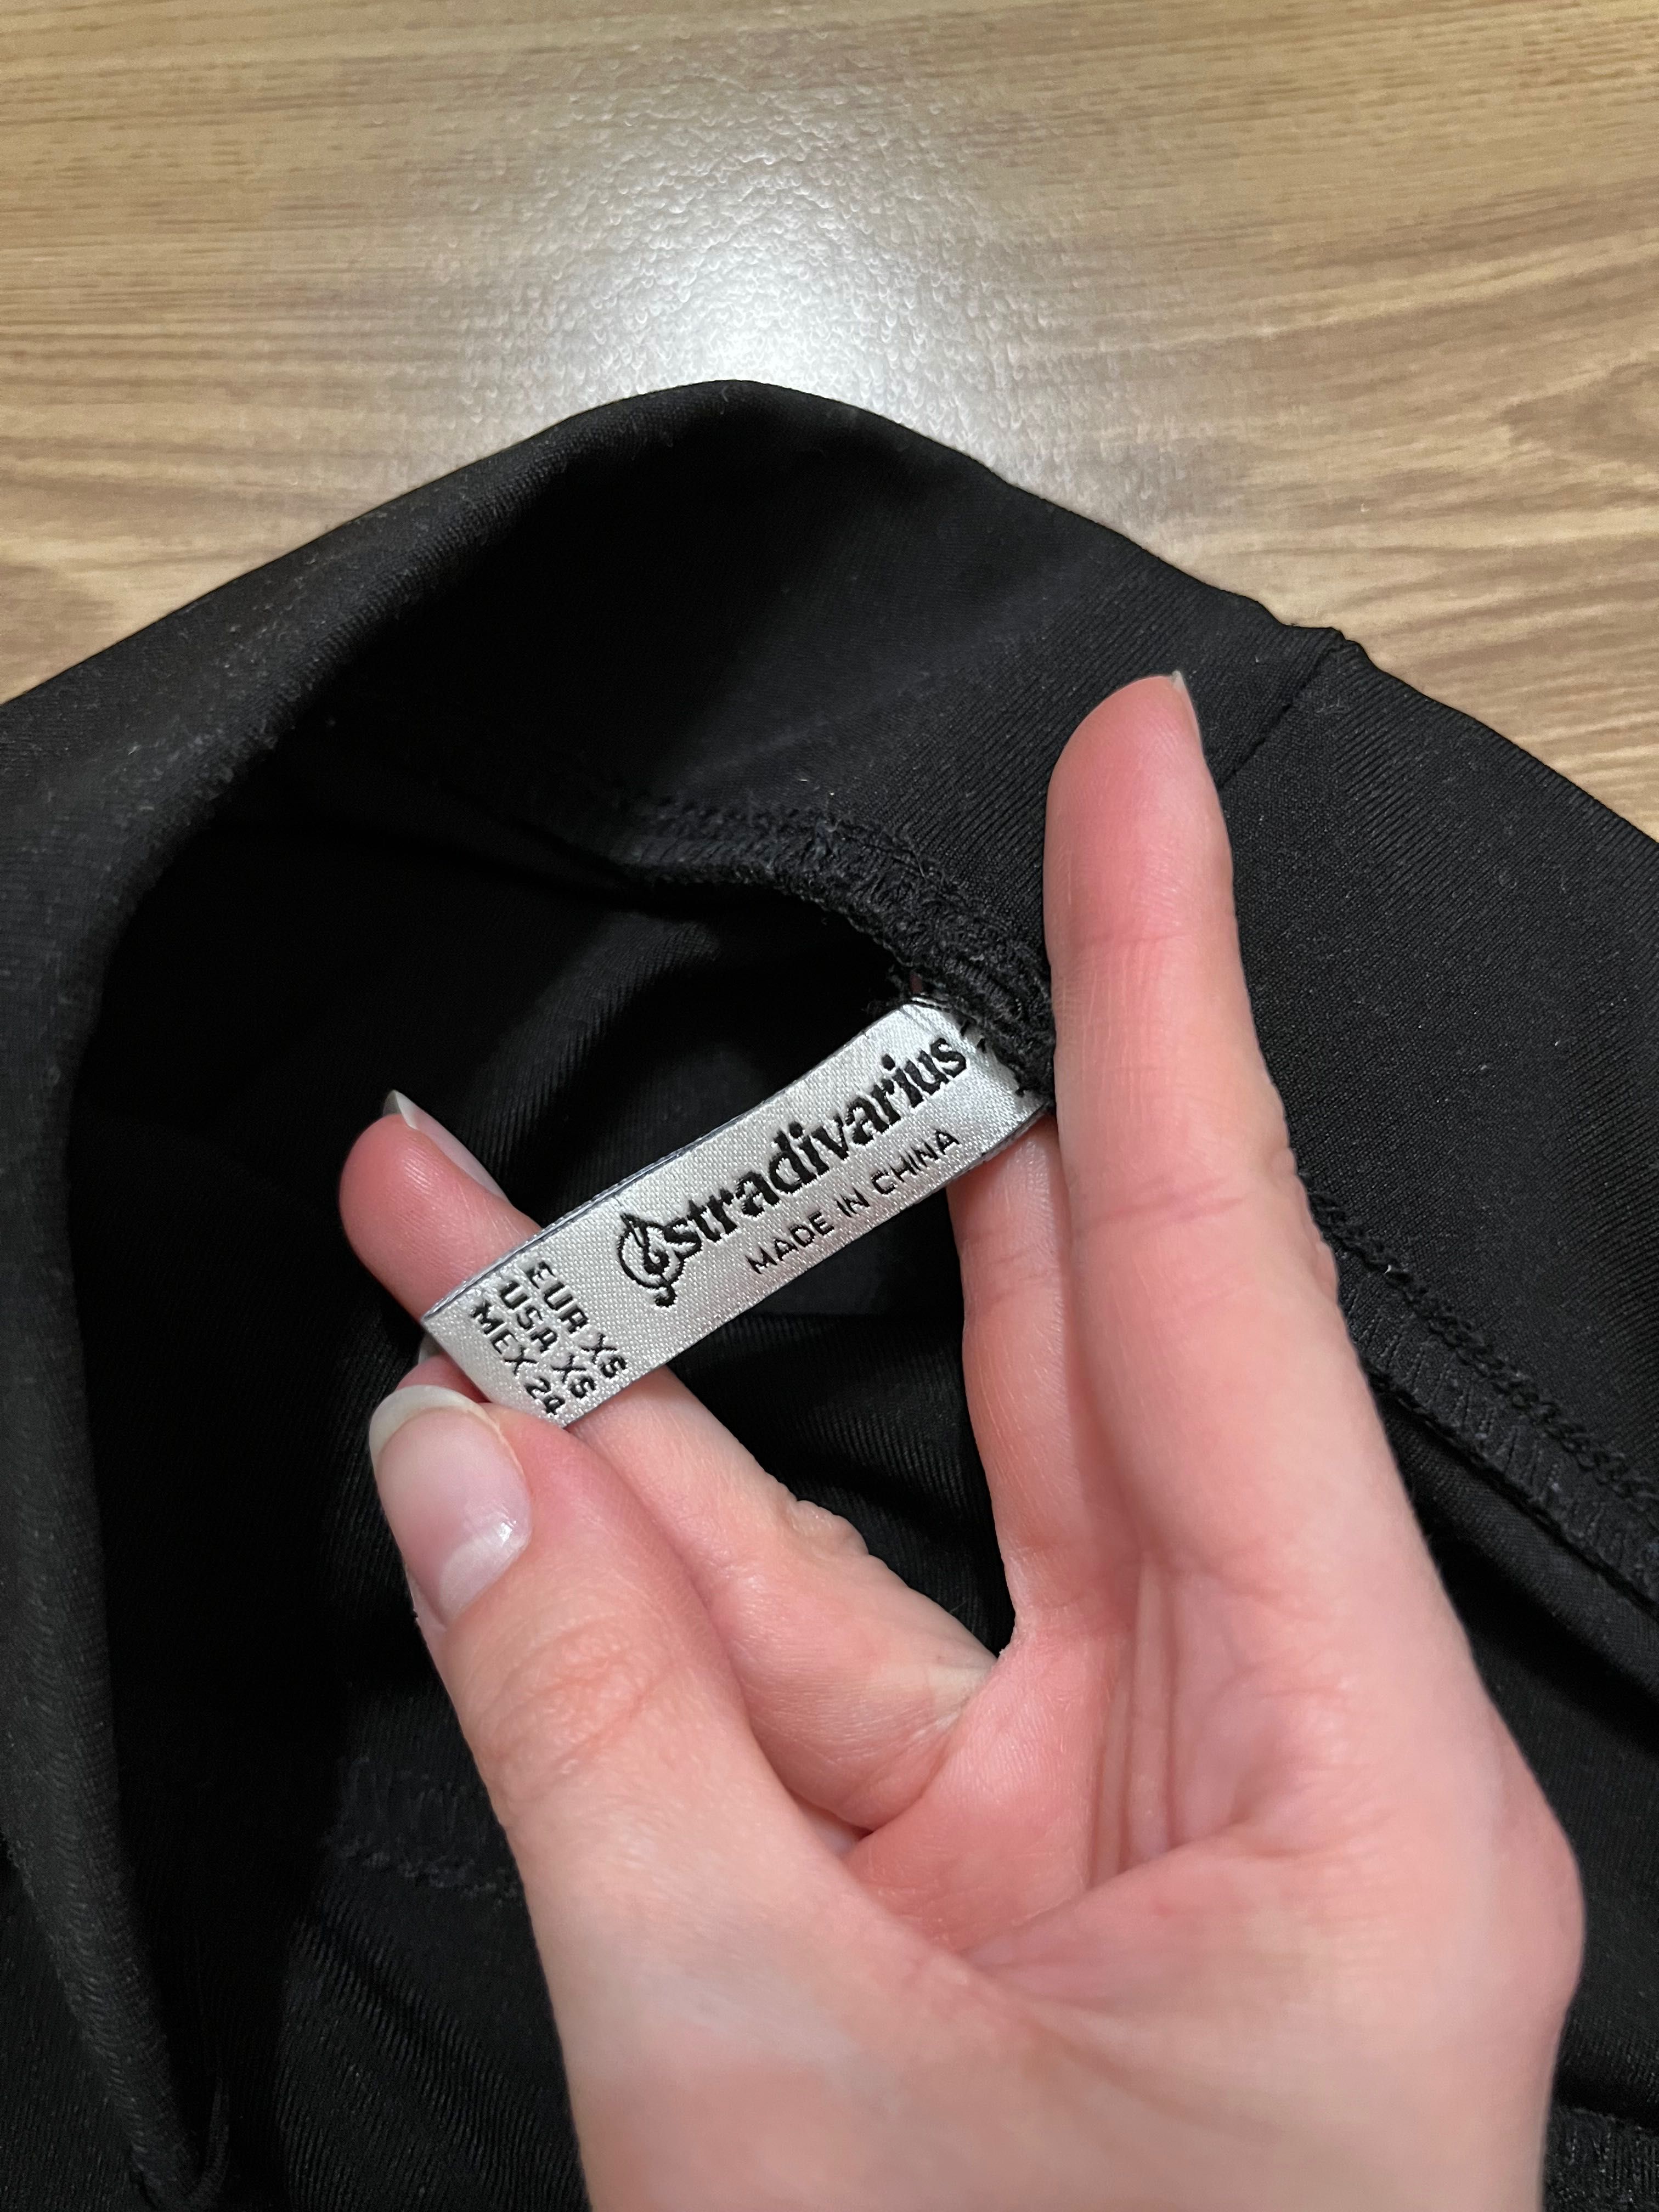 stradivarius
MADE IN CHINA
EUR XS
USA XS
MEX 24